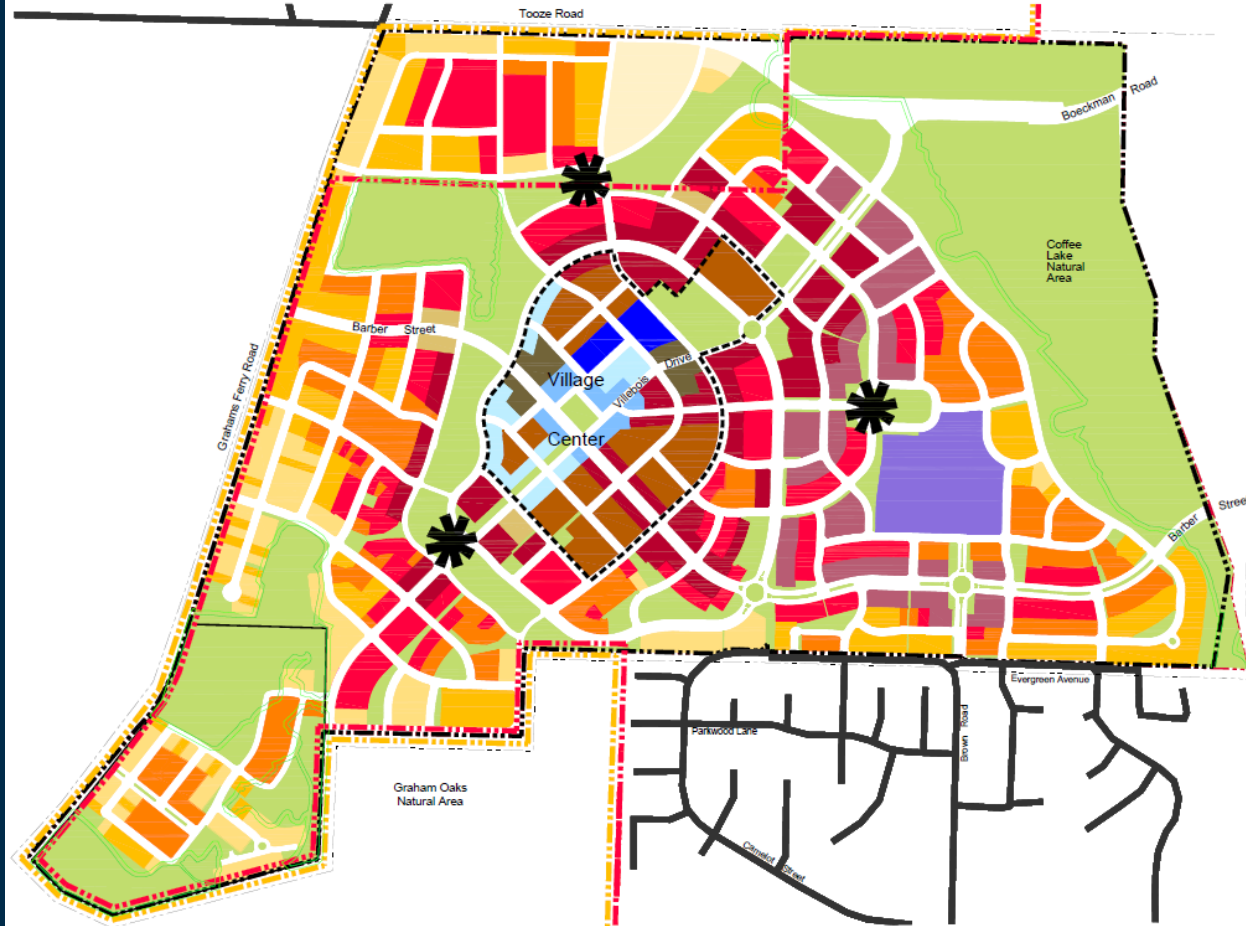 Tooze Road
Boeckman Road
Coffee
Lake
Natural
Area
Barber Street
Grahams Ferry Road
Village
Villebois Drive
Center
Barber Stree
Evergreen Avenue
Parkwood Lane
Brown Road
Graham Oaks
Natural Area
Camelot Street